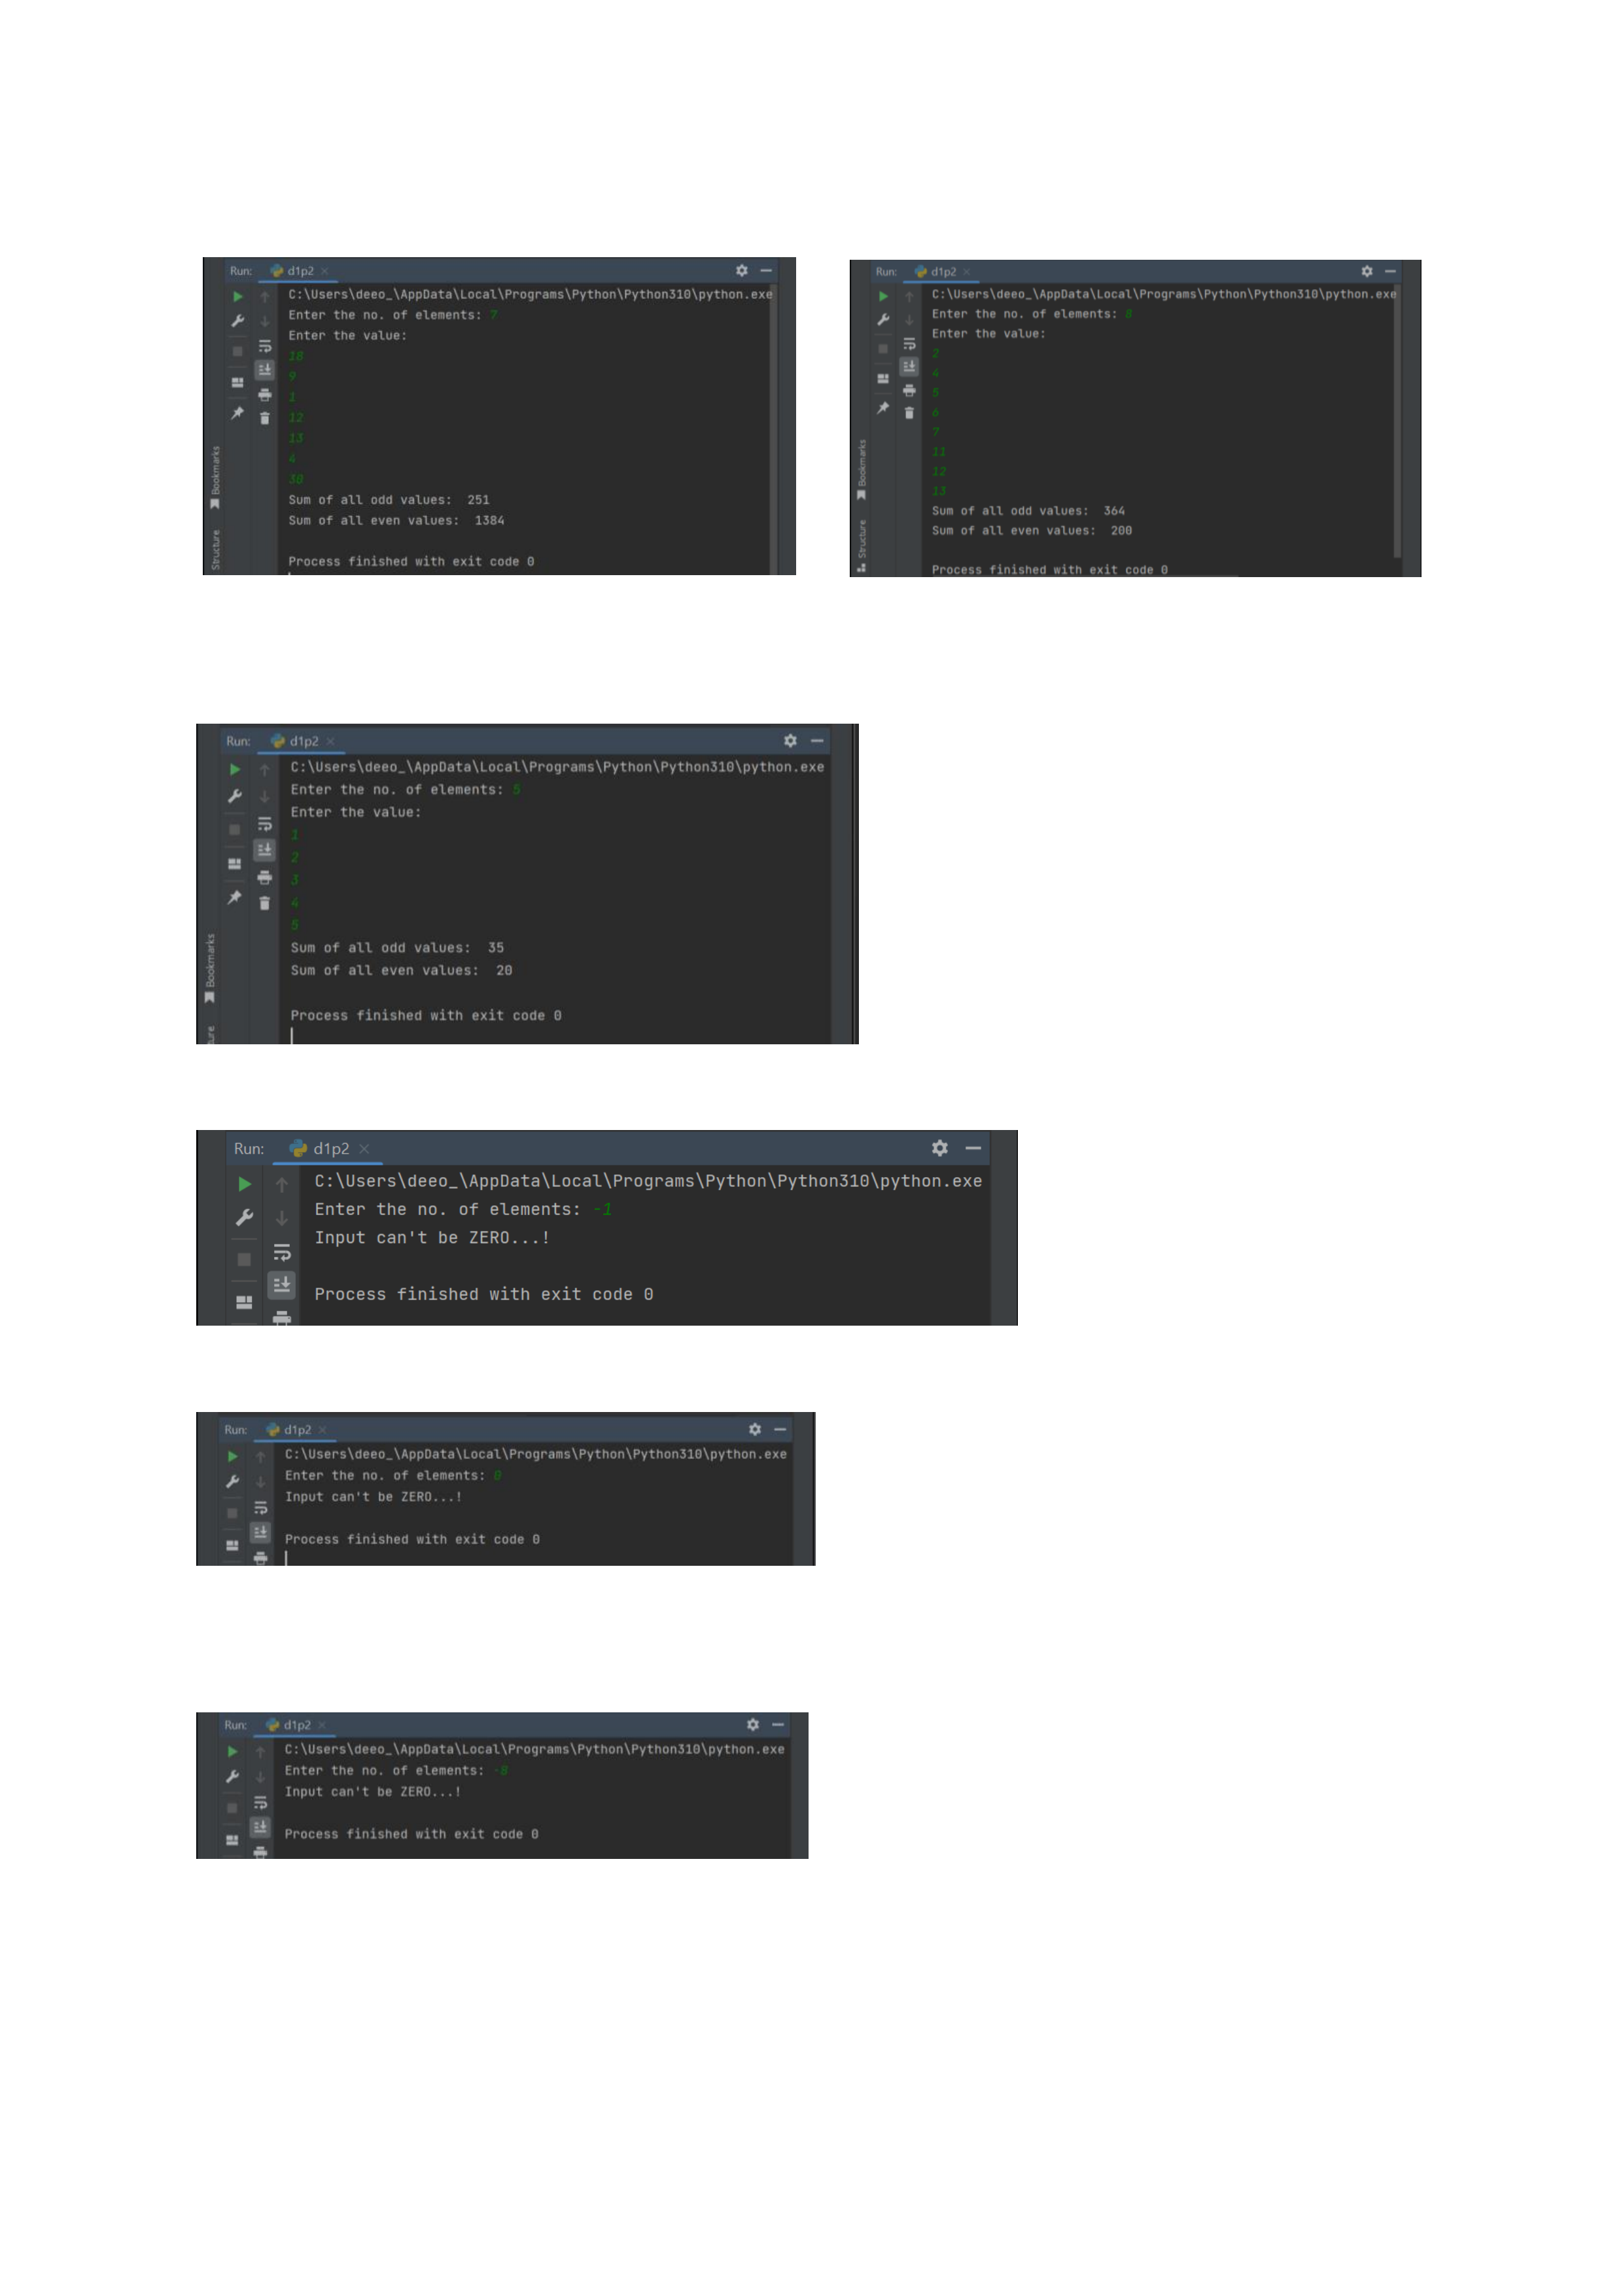 Run: d1p2
C:\Users\deeo_\AppData\Local\Programs\Python\Python310\python.exe
Enter the no. of elements: 7
Enter the value:
18
9
1
12
13
4
30
Sum of all odd values:  251
Sum of all even values:  1384
Process finished with exit code 0
Bookmarks
Structure
Run: d1p2
C:\Users\deeo_\AppData\Local\Programs\Python\Python310\python.exe
Enter the no. of elements: 8
Enter the value:
2
4
5
6
7
11
12
13
Sum of all odd values:  364
Sum of all even values:  200
Process finished with exit code 0
Bookmarks
Structure
Run: d1p2
C:\Users\deeo_\AppData\Local\Programs\Python\Python310\python.exe
Enter the no. of elements: 5
Enter the value:
1
2
3
4
5
Sum of all odd values:  35
Sum of all even values:  20
Process finished with exit code 0
Bookmarks
ure
Run: d1p2
C:\Users\deeo_\AppData\Local\Programs\Python\Python310\python.exe
Enter the no. of elements: -1
Input can't be ZERO...!
Process finished with exit code 0
Run: d1p2
C:\Users\deeo_\AppData\Local\Programs\Python\Python310\python.exe
Enter the no. of elements: 0
Input can't be ZERO...!
Process finished with exit code 0
Run: d1p2
C:\Users\deeo_\AppData\Local\Programs\Python\Python310\python.exe
Enter the no. of elements: -8
Input can't be ZERO...!
Process finished with exit code 0